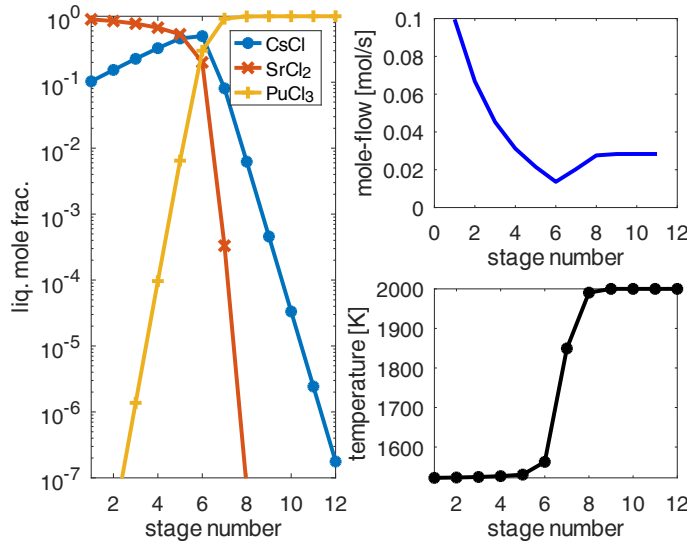 10^0
10^-1
10^-2
10^-3
10^-4
10^-5
10^-6
10^-7
liq. mole frac.
2 4 6 8 10 12
stage number
CsCl
SrCl₂
PuCl₃
0.1
0.08
0.06
0.04
0.02
0
mole-flow [mol/s]
0 2 4 6 8 10 12
stage number
2000
1900
1800
1700
1600
temperature [K]
2 4 6 8 10 12
stage number